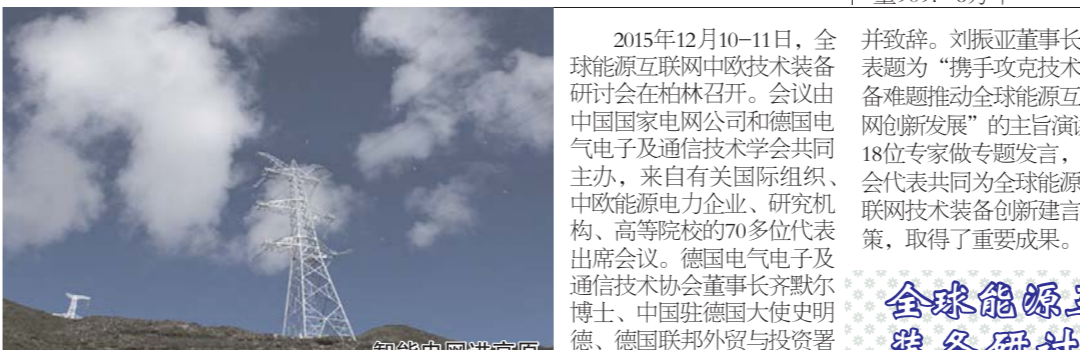 2015年12月10-11日，全
球能源互联网中欧技术装备
研讨会在柏林召开。会议由
中国国家电网公司和德国电
气电子及通信技术学会共同
主办，来自有关国际组织、
中欧能源电力企业、研究机
构、高等院校的70多位代表
出席会议。德国电气电子及
通信技术协会董事长齐默尔
博士、中国驻德国大使史明
德、德国联邦外贸与投资署
并致辞。刘振亚董事长
表题为“携手攻克技术
备难题推动全球能源互
网创新发展”的主旨演
18位专家做专题发言，
会代表共同为全球能源
联网技术装备创新建言
策，取得了重要成果。
全球能源
装备研讨
智能电网进高原